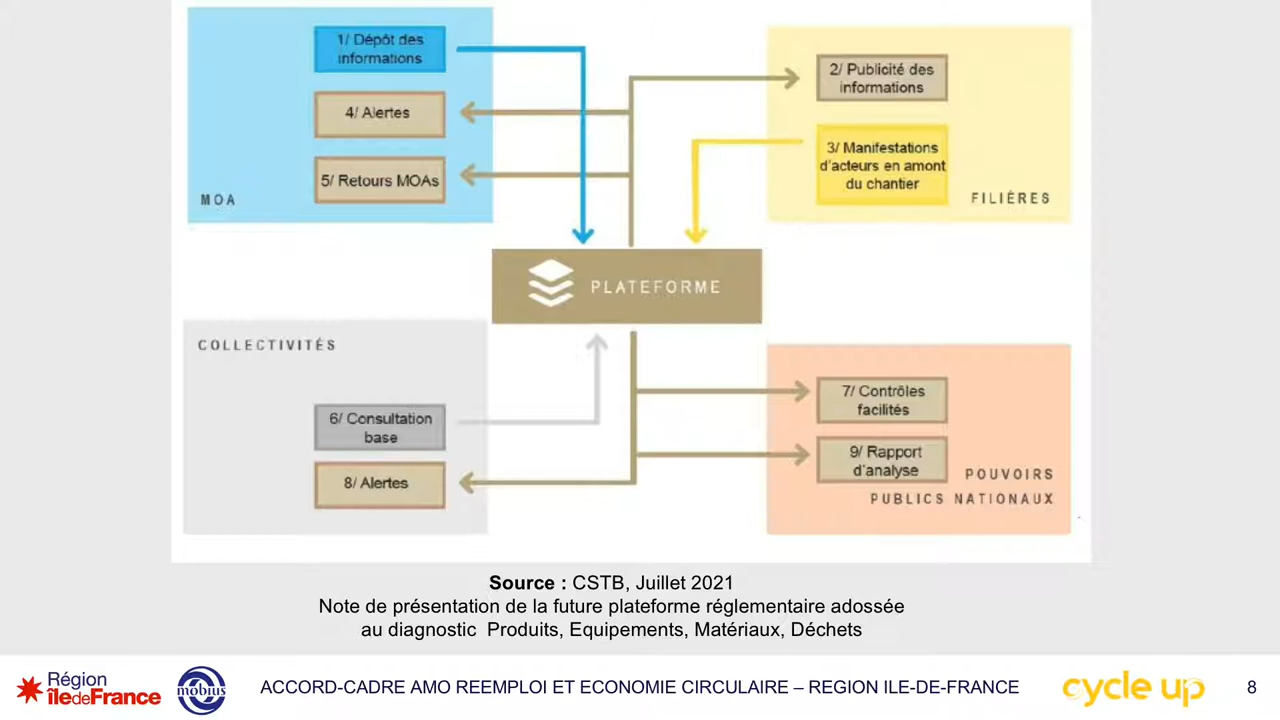 1/ Dépôt des
informations
4/ Alertes
5/ Retours MOAs
MOA
2/ Publicité des
informations
3/ Manifestations
d'acteurs en amont
du chantier
FILIÈRES
PLATEFORME
COLLECTIVITÉS
6/ Consultation
base
8/ Alertes
7/ Contrôles
facilités
9/ Rapport
d'analyse
POUVOIRS
PUBLICS NATIONAUX
Source : CSTB, Juillet 2021
Note de présentation de la future plateforme réglementaire adossée
au diagnostic Produits, Equipements, Matériaux, Déchets
Région
îledeFrance
mobius
ACCORD-CADRE AMO REEMPLOI ET ECONOMIE CIRCULAIRE – REGION ILE-DE-FRANCE
cycle up
8